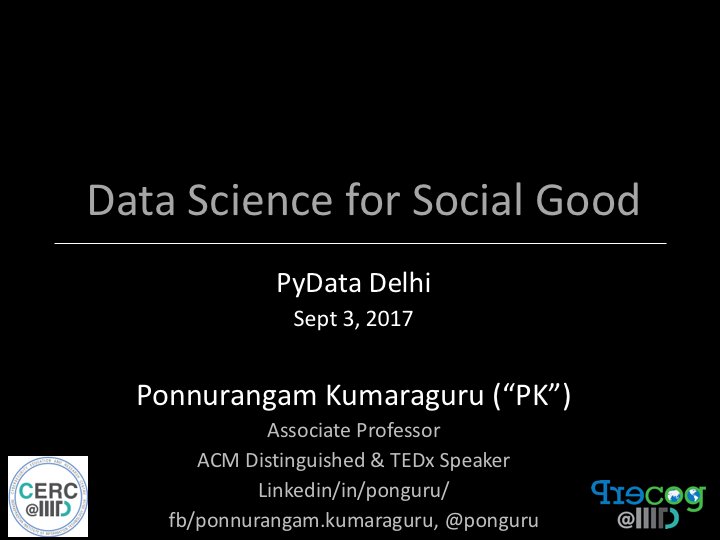 Data Science for Social Good
PyData Delhi
Sept 3, 2017
Ponnurangam Kumaraguru (“PK”)
Associate Professor
ACM Distinguished & TEDx Speaker
Linkedin/in/ponguru/
fb/ponnurangam.kumaraguru, @ponguru
CERC
@IIITD
Precog
@IIITD